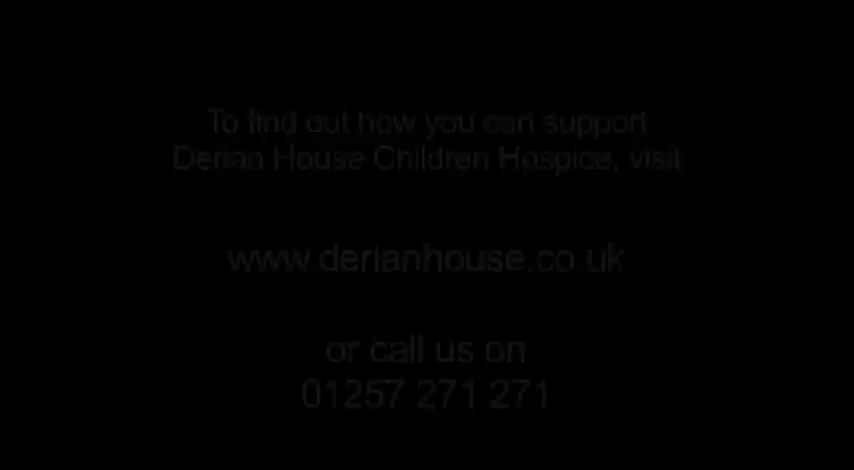 To find out how you can support
Derian House Children Hospice, visit
www.derianhouse.co.uk
or call us on
01257 271 271